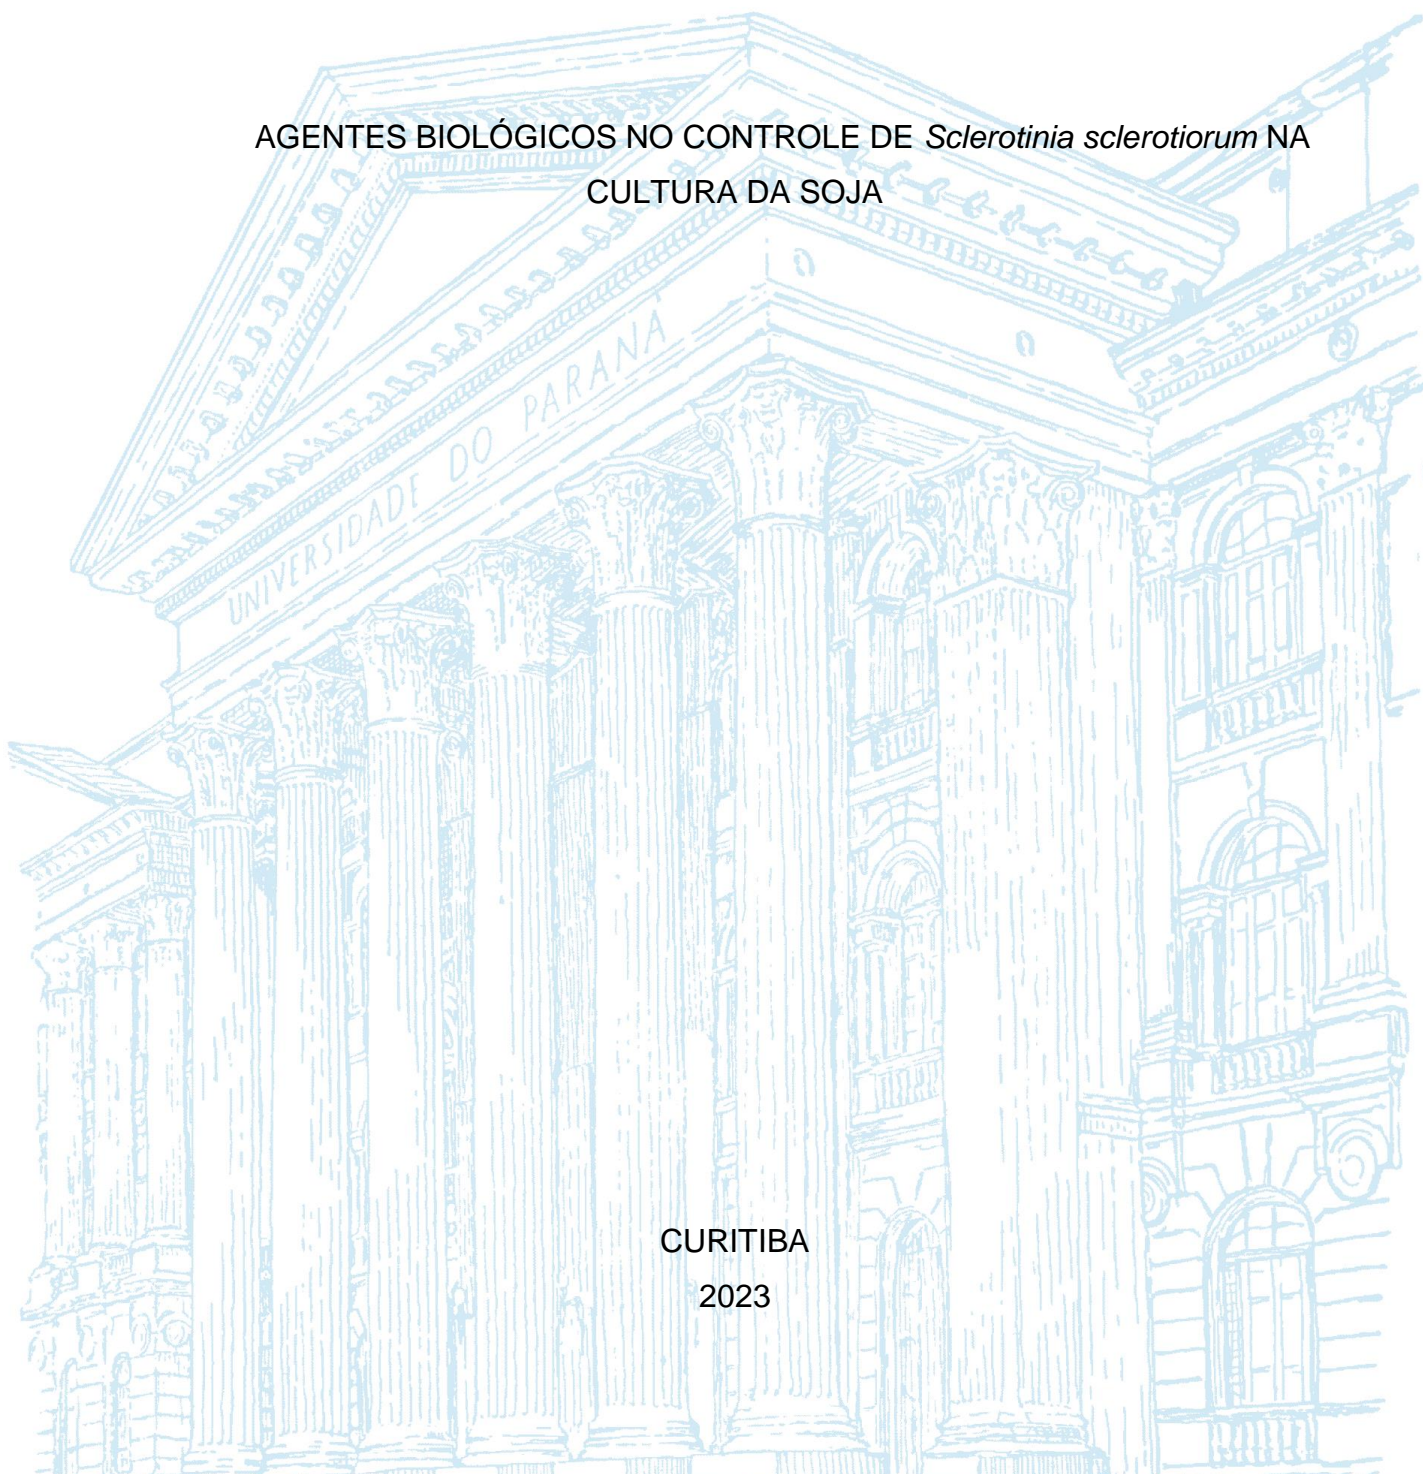 AGENTES BIOLÓGICOS NO CONTROLE DE Sclerotinia sclerotiorum NA
CULTURA DA SOJA
UNIVERSIDADE DO PARANÁ
CURITIBA
2023